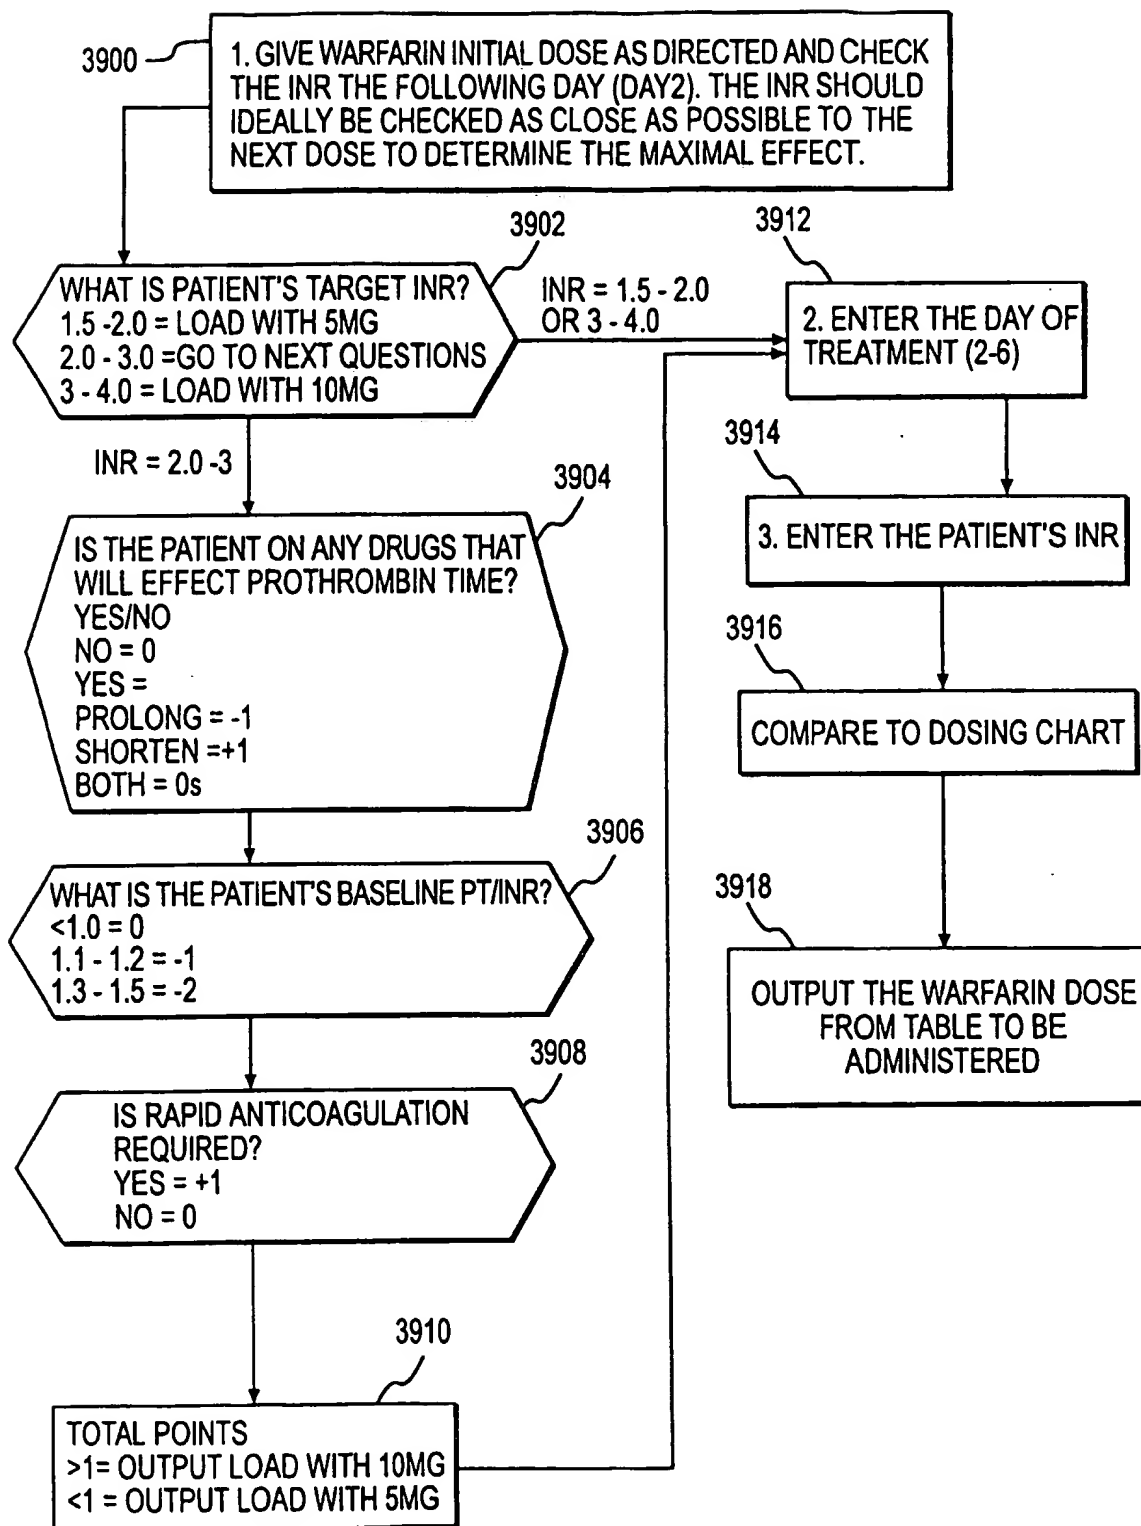 3900
1. GIVE WARFARIN INITIAL DOSE AS DIRECTED AND CHECK
THE INR THE FOLLOWING DAY (DAY2). THE INR SHOULD
IDEALLY BE CHECKED AS CLOSE AS POSSIBLE TO THE
NEXT DOSE TO DETERMINE THE MAXIMAL EFFECT.
3902
WHAT IS PATIENT'S TARGET INR?
1.5 -2.0 = LOAD WITH 5MG
2.0 - 3.0 =GO TO NEXT QUESTIONS
3 - 4.0 = LOAD WITH 10MG
INR = 1.5 - 2.0
OR 3 - 4.0
INR = 2.0 -3
3904
IS THE PATIENT ON ANY DRUGS THAT
WILL EFFECT PROTHROMBIN TIME?
YES/NO
NO = 0
YES =
PROLONG = -1
SHORTEN =+1
BOTH = 0s
3906
WHAT IS THE PATIENT'S BASELINE PT/INR?
<1.0 = 0
1.1 - 1.2 = -1
1.3 - 1.5 = -2
3908
IS RAPID ANTICOAGULATION
REQUIRED?
YES = +1
NO = 0
3910
TOTAL POINTS
>1= OUTPUT LOAD WITH 10MG
<1 = OUTPUT LOAD WITH 5MG
3912
2. ENTER THE DAY OF
TREATMENT (2-6)
3914
3. ENTER THE PATIENT'S INR
3916
COMPARE TO DOSING CHART
3918
OUTPUT THE WARFARIN DOSE
FROM TABLE TO BE
ADMINISTERED